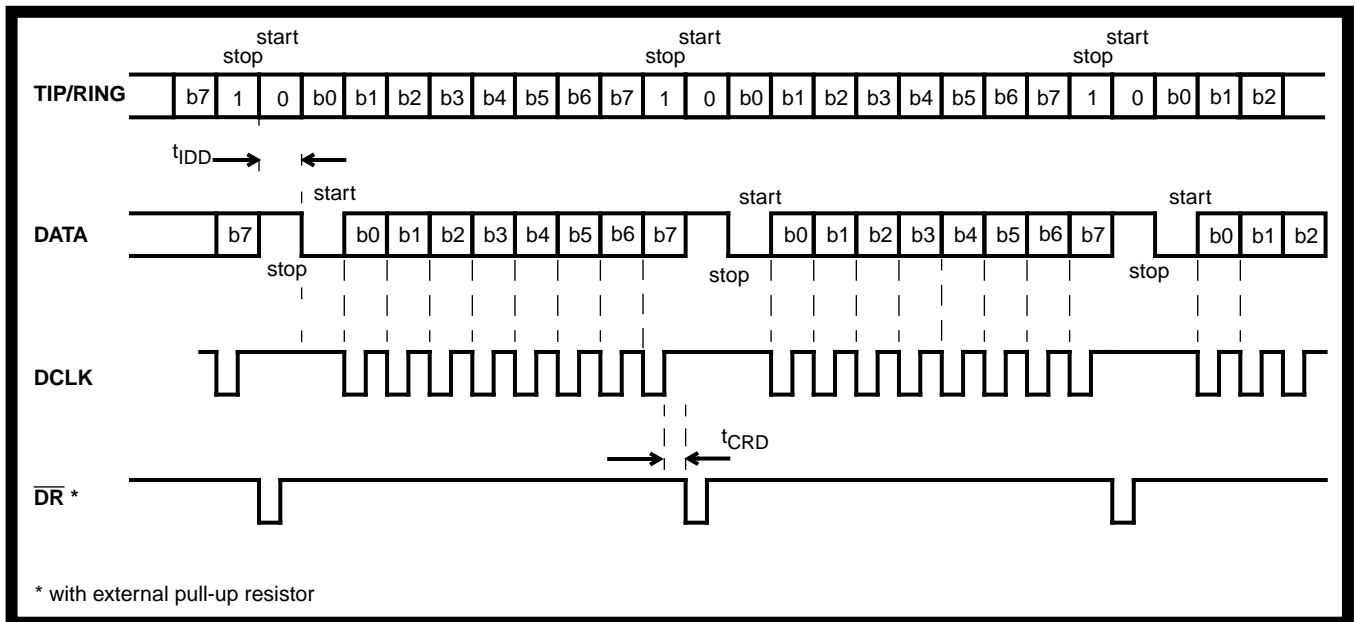 start start start
stop stop stop
TIP/RING b7 1 0 b0 b1 b2 b3 b4 b5 b6 b7 1 0 b0 b1 b2 b3 b4 b5 b6 b7 1 0 b0 b1 b2
tIDD
start start start
DATA b7 b0 b1 b2 b3 b4 b5 b6 b7 b0 b1 b2 b3 b4 b5 b6 b7 b0 b1 b2
stop stop stop
DCLK
tCRD
DR *
* with external pull-up resistor